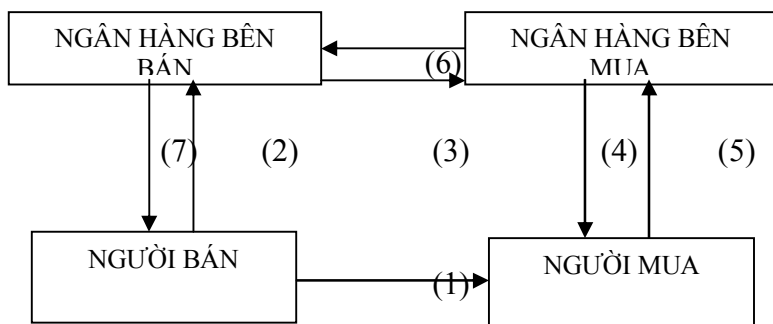 NGÂN HÀNG BÊN
BÁN
NGÂN HÀNG BÊN
MUA
(6)
(7)
(2)
(3)
(4)
(5)
NGƯỜI BÁN
NGƯỜI MUA
(1)